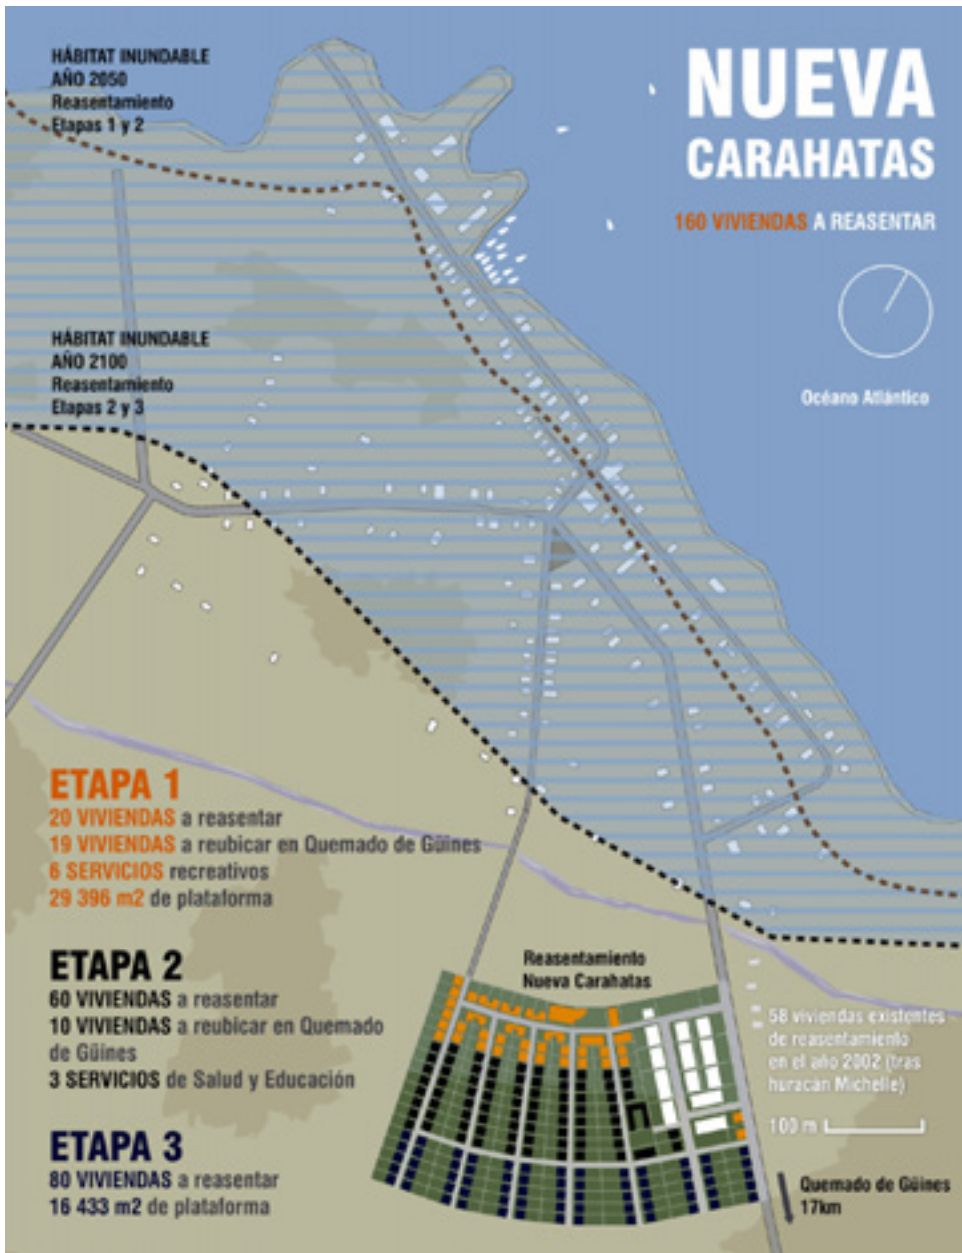 HÁBITAT INUNDABLE
AÑO 2050
Reasentamiento
Etapas 1 y 2
NUEVA
CARAHATAS
160 VIVIENDAS A REASENTAR
Océano Atlántico
HÁBITAT INUNDABLE
AÑO 2100
Reasentamiento
Etapas 2 y 3
ETAPA 1
20 VIVIENDAS a reasentar
19 VIVIENDAS a reubicar en Quemado de Güines
6 SERVICIOS recreativos
29 396 m2 de plataforma
ETAPA 2
60 VIVIENDAS a reasentar
10 VIVIENDAS a reubicar en Quemado
de Güines
3 SERVICIOS de Salud y Educación
ETAPA 3
80 VIVIENDAS a reasentar
16 433 m2 de plataforma
Reasentamiento
Nueva Carahatas
58 viviendas existentes
de reasentamiento
en el año 2002 (tras
huracán Michelle)
100 m
Quemado de Güines
17km